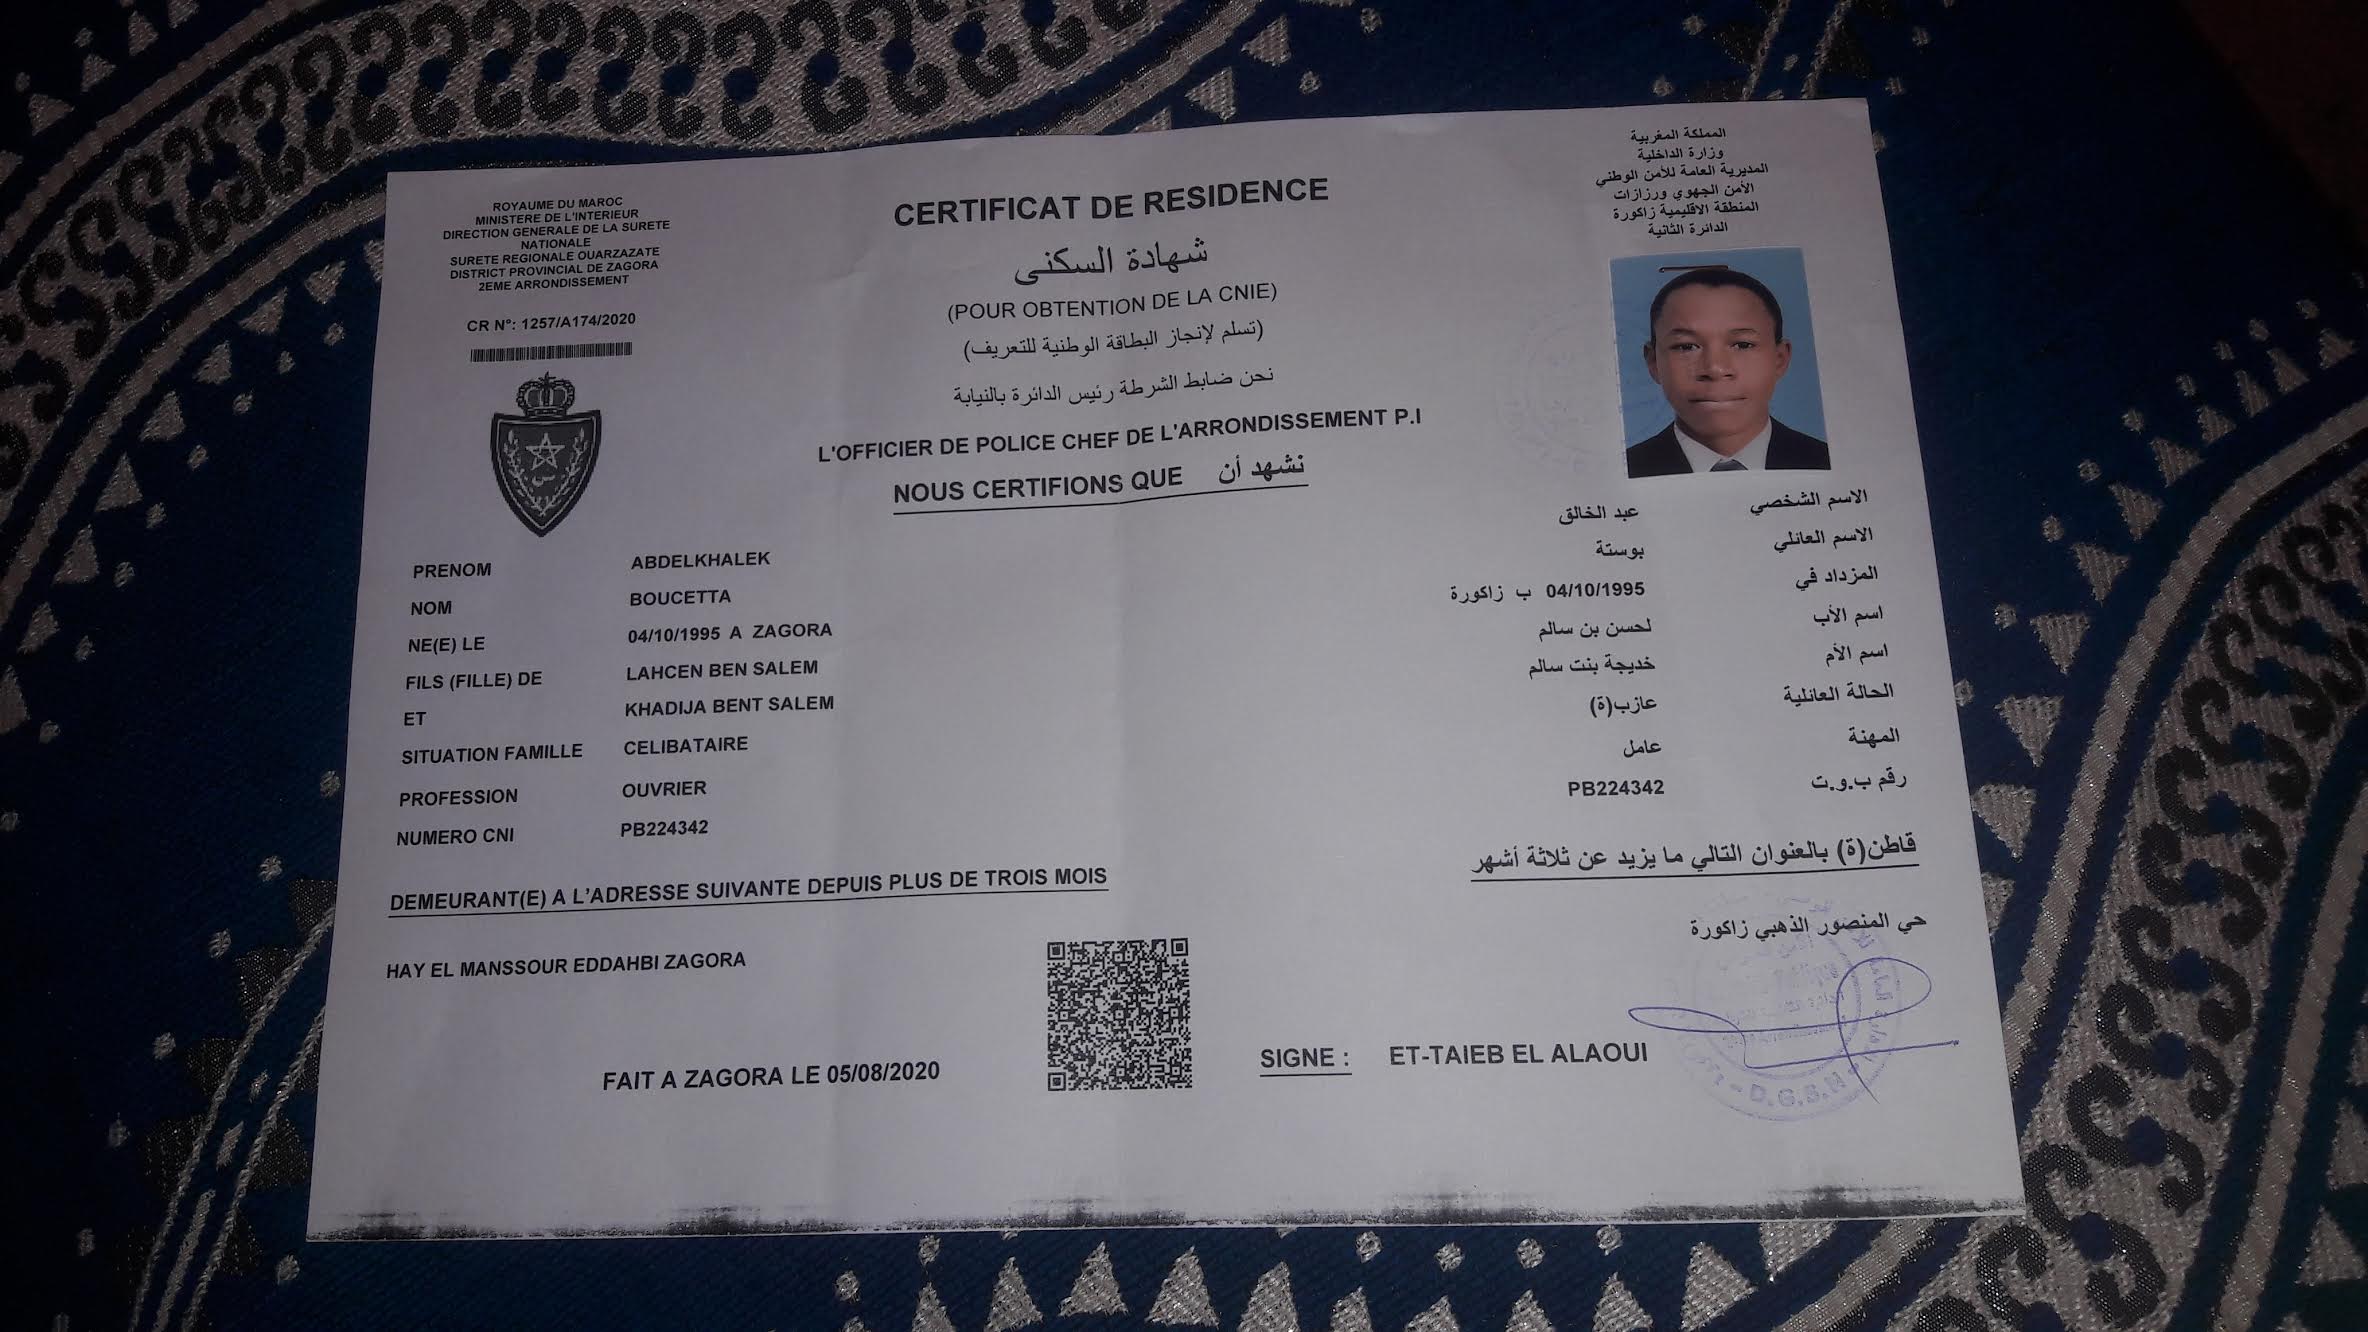 ROYAUME DU MAROC
MINISTERE DE L'INTERIEUR
DIRECTION GENERALE DE LA SURETE
NATIONALE
SURETE REGIONALE OUARZAZATE
DISTRICT PROVINCIAL DE ZAGORA
2EME ARRONDISSEMENT
CR N°: 1257/A174/2020
CERTIFICAT DE RESIDENCE
شهادة السكنى
(POUR OBTENTION DE LA CNIE)
(تسلم لإنجاز البطاقة الوطنية للتعريف)
نحن ضابط الشرطة رئيس الدائرة بالنيابة
L'OFFICIER DE POLICE CHEF DE L'ARRONDISSEMENT P.I
NOUS CERTIFIONS QUE نشهد أن
المملكة المغربية
وزارة الداخلية
المديرية العامة للأمن الوطني
الأمن الجهوي ورزازات
المنطقة الاقليمية زاكورة
الدائرة الثانية
PRENOM ABDELKHALEK
NOM BOUCETTA
NE(E) LE 04/10/1995 A ZAGORA
FILS (FILLE) DE LAHCEN BEN SALEM
ET KHADIJA BENT SALEM
SITUATION FAMILLE CELIBATAIRE
PROFESSION OUVRIER
NUMERO CNI PB224342
الاسم الشخصي عبد الخالق
الاسم العائلي بوستة
المزداد في 04/10/1995 ب زاكورة
اسم الأب لحسن بن سالم
اسم الأم خديجة بنت سالم
الحالة العائلية عازب(ة)
المهنة عامل
رقم ب.و.ت PB224342
DEMEURANT(E) A L'ADRESSE SUIVANTE DEPUIS PLUS DE TROIS MOIS
قاطن(ة) بالعنوان التالي ما يزيد عن ثلاثة أشهر
HAY EL MANSSOUR EDDAHBI ZAGORA
حي المنصور الذهبي زاكورة
FAIT A ZAGORA LE 05/08/2020
SIGNE : ET-TAIEB EL ALAOUI
D.G.S.N